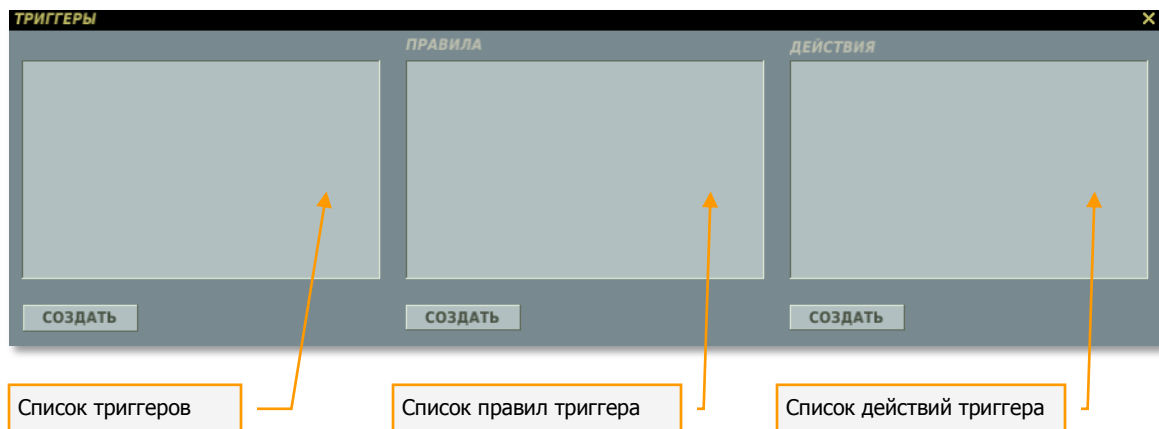 ТРИГГЕРЫ
ПРАВИЛА
ДЕЙСТВИЯ
СОЗДАТЬ
СОЗДАТЬ
СОЗДАТЬ
Список триггеров
Список правил триггера
Список действий триггера